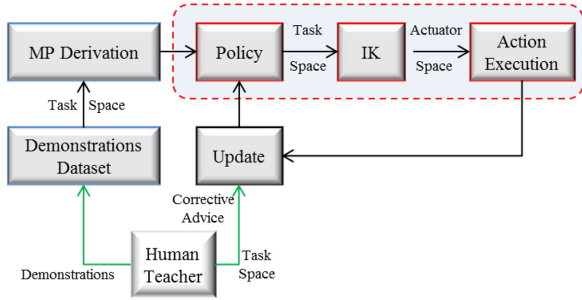 MP Derivation
Policy
Task
Space
IK
Actuator
Space
Action
Execution
Task Space
Demonstrations
Dataset
Update
Corrective
Advice
Human
Teacher
Demonstrations
Task
Space